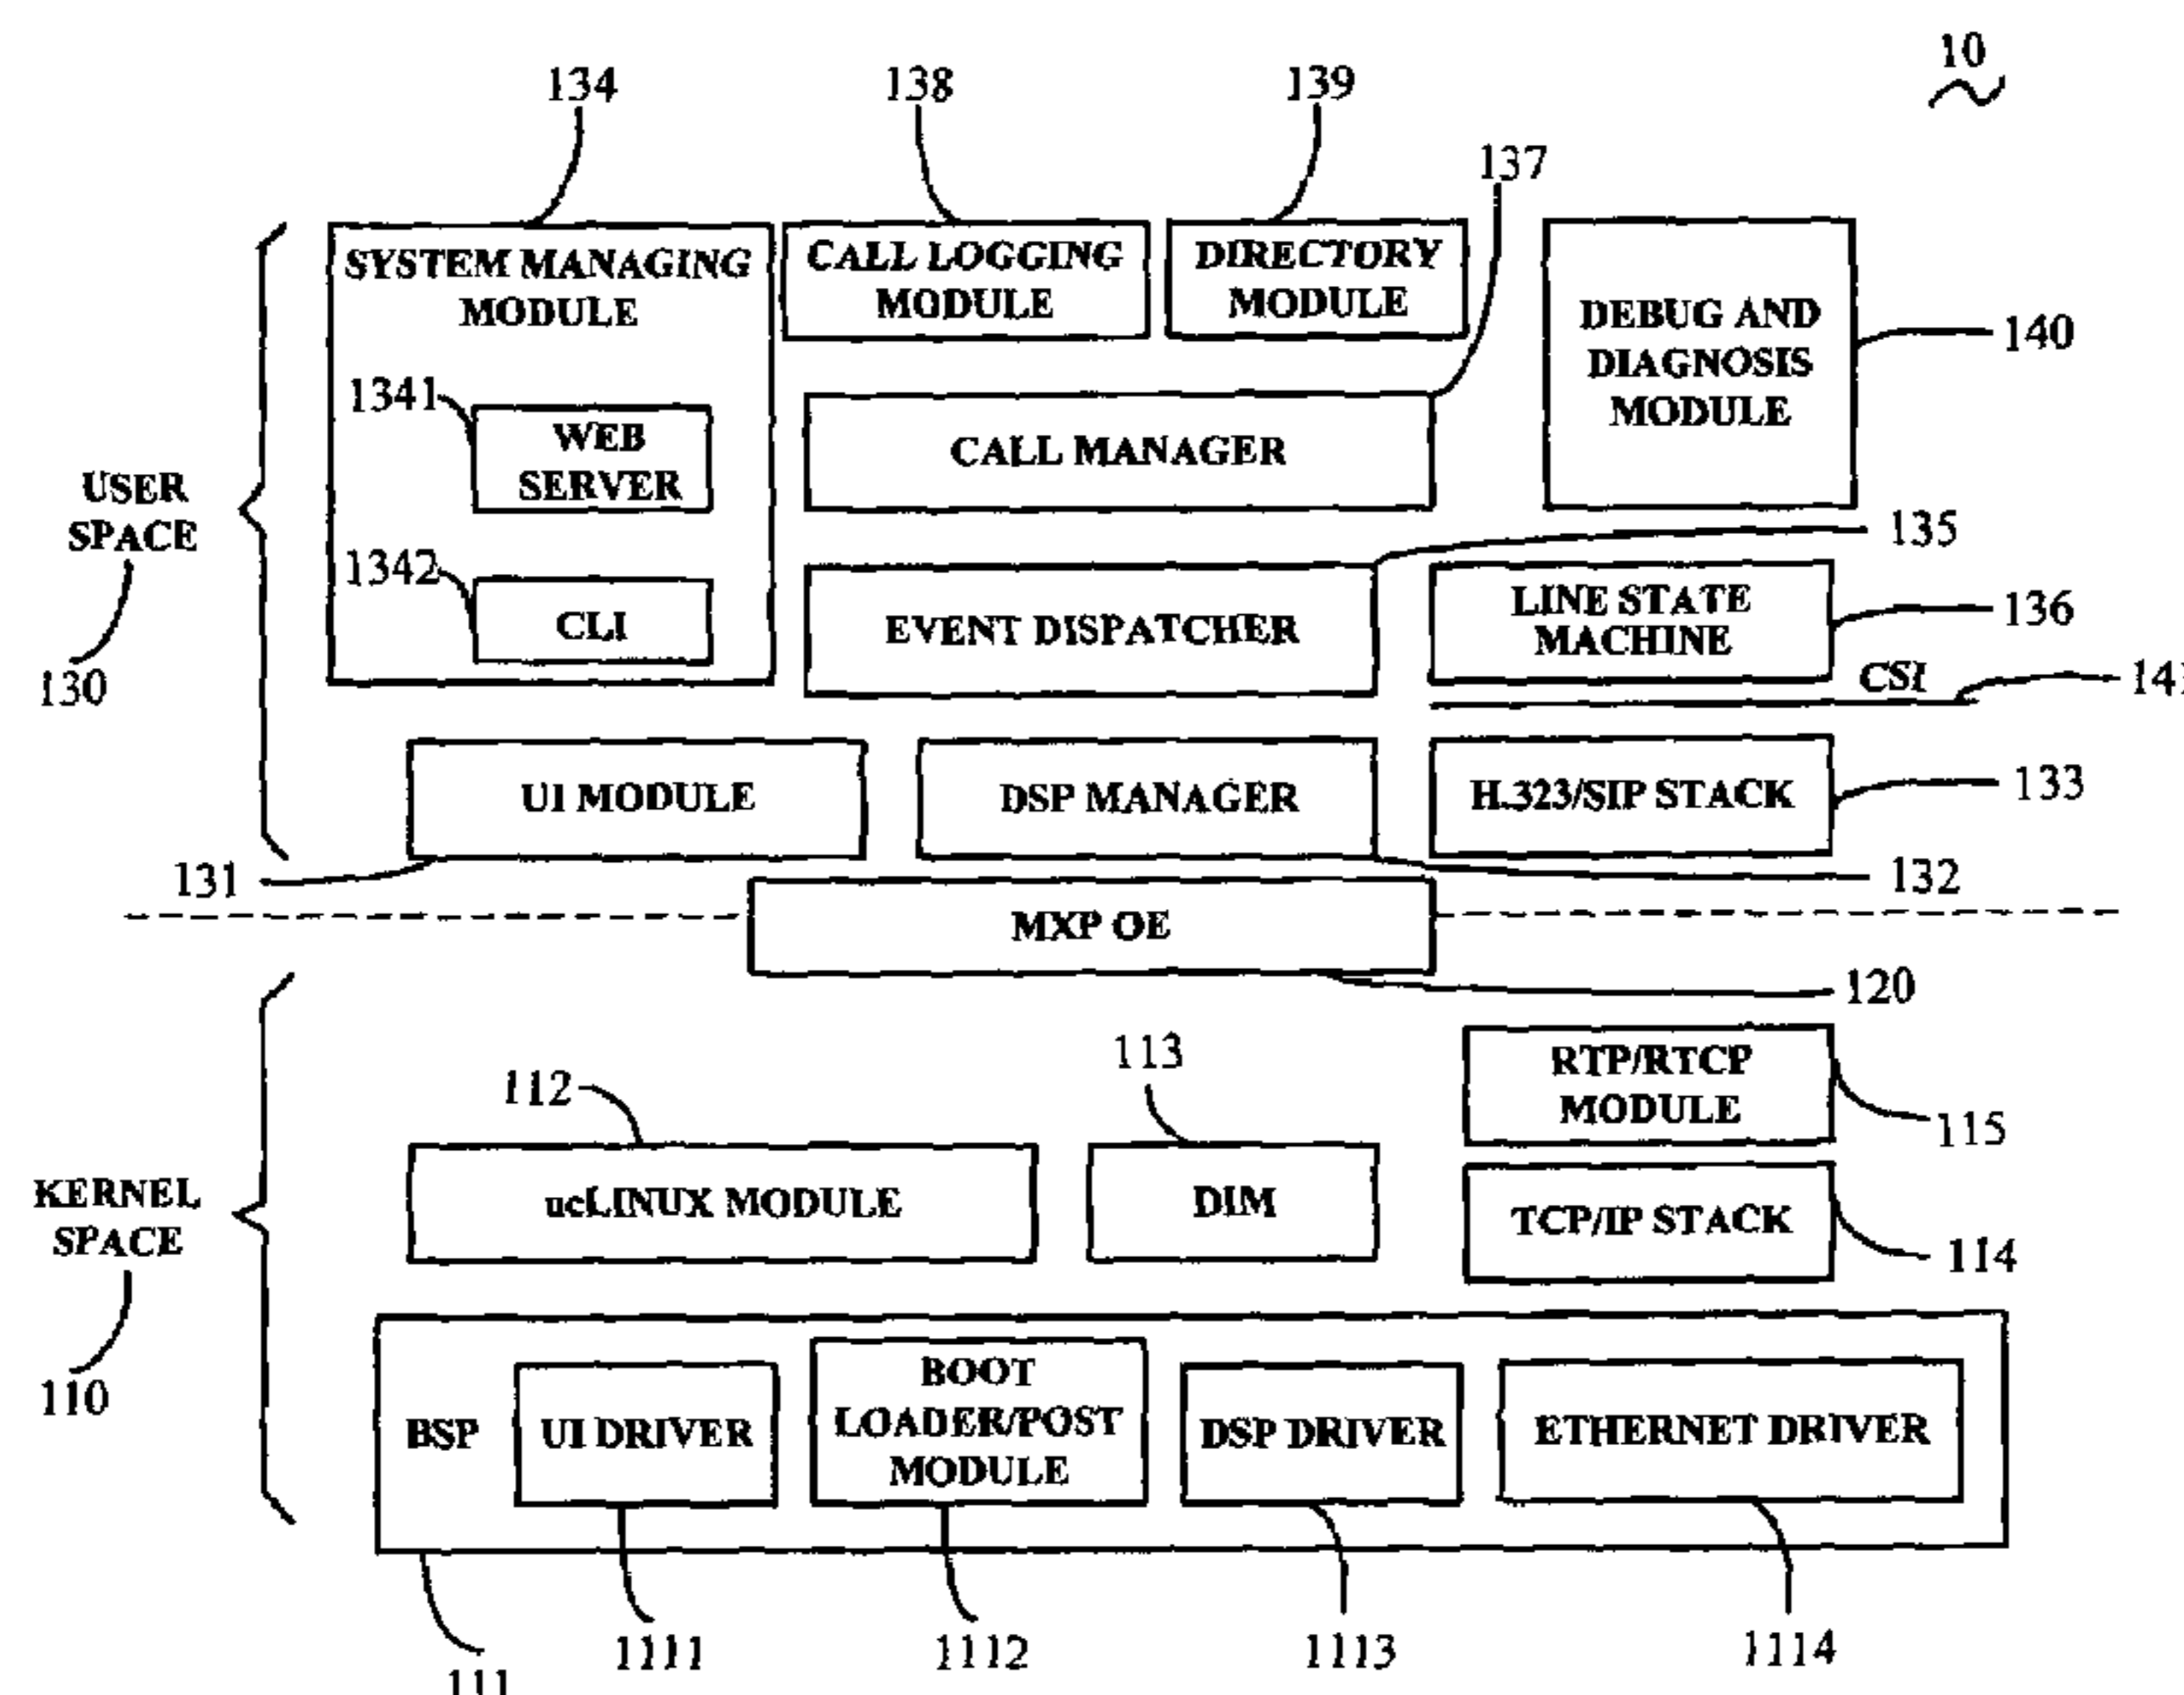 10
134
138
139
137
SYSTEM MANAGING
MODULE
CALL LOGGING
MODULE
DIRECTORY
MODULE
DEBUG AND
DIAGNOSIS
MODULE
140
1341
WEB
SERVER
CALL MANAGER
USER
SPACE
130
135
1342
CLI
EVENT DISPATCHER
LINE STATE
MACHINE
136
CSI
141
UI MODULE
DSP MANAGER
H.323/SIP STACK
133
131
132
MXP OE
120
RTP/RTCP
MODULE
115
112
113
ucLINUX MODULE
DIM
TCP/IP STACK
114
KERNEL
SPACE
110
BSP
UI DRIVER
BOOT
LOADER/POST
MODULE
DSP DRIVER
ETHERNET DRIVER
111
1111
1112
1113
1114